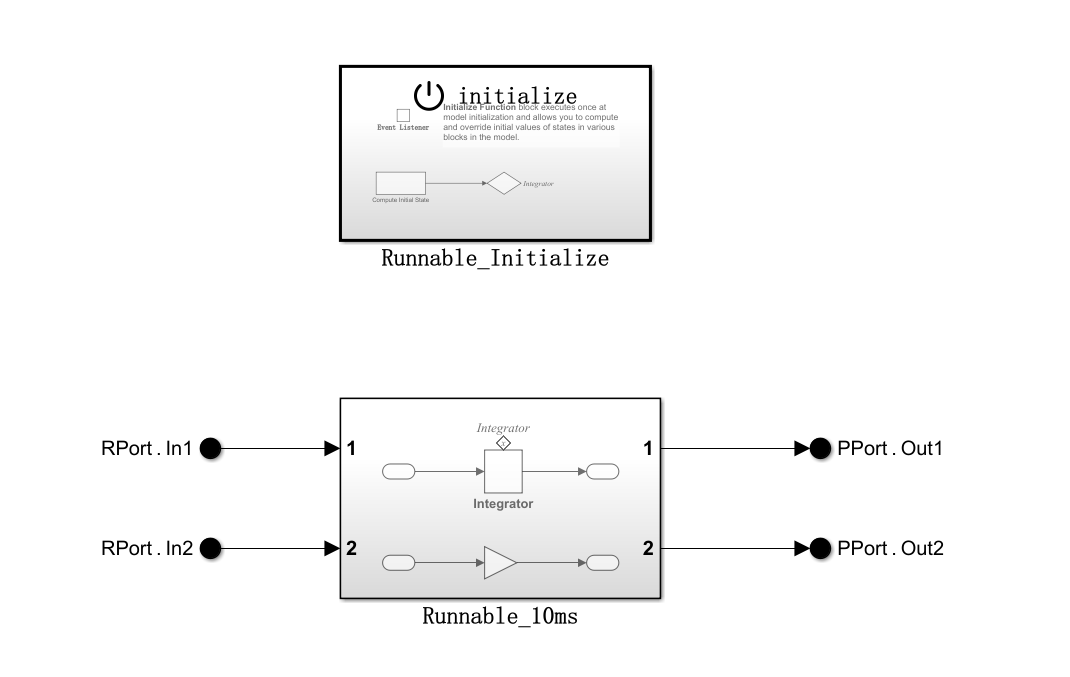 initialize
Initialize Function block executes once at
model initialization and allows you to compute
and override initial values of states in various
blocks in the model.
Event Listener
Integrator
Compute Initial State
Runnable_Initialize
Integrator
RPort.In1
1
1
PPort.Out1
Integrator
RPort.In2
2
2
PPort.Out2
Runnable_10ms